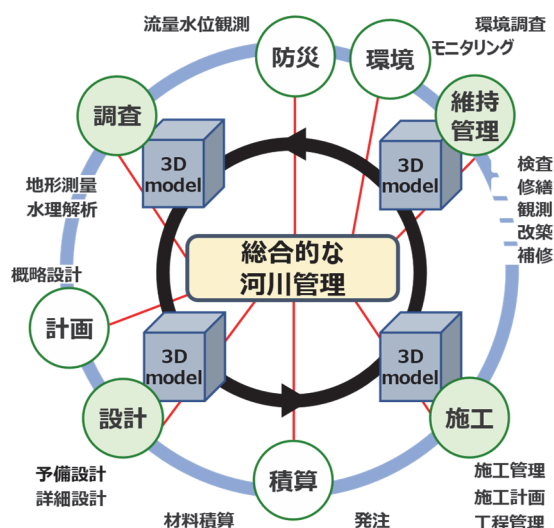 流量水位観測
防災
環境
環境調査
モニタリング
調査
維持
管理
3D
model
3D
model
検査
修繕
観測
改築
補修
地形測量
水理解析
総合的な
河川管理
概略設計
計画
3D
model
3D
model
設計
施工
積算
予備設計
詳細設計
材料積算
発注
施工管理
施工計画
工程管理